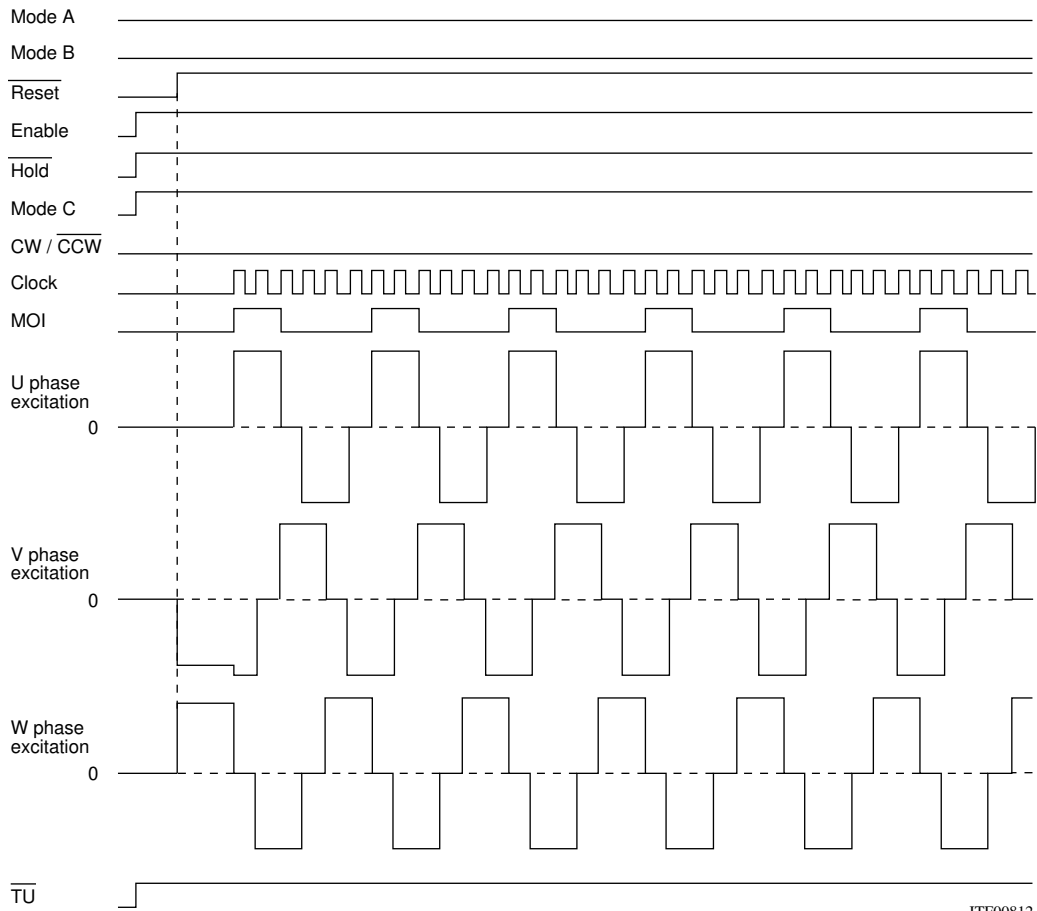 Mode A
Mode B
Reset
Enable
Hold
Mode C
CW / CCW
Clock
MOI
U phase
excitation
0
V phase
excitation
0
W phase
excitation
0
TU
ITF00812